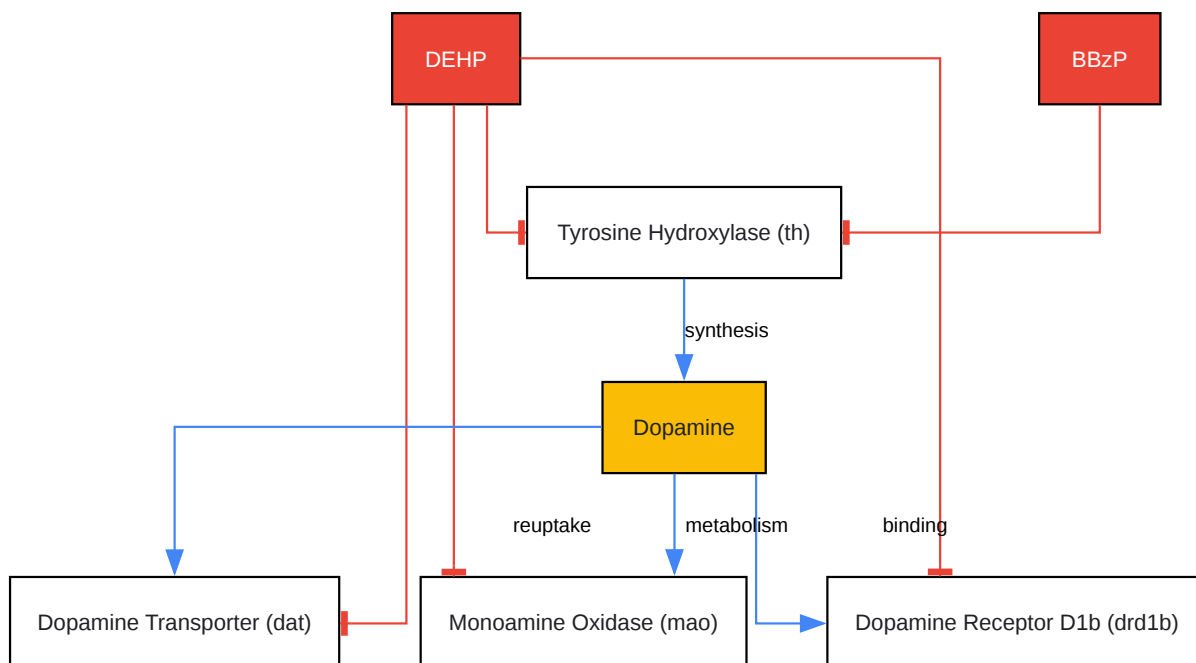 DEHP
BBzP
Tyrosine Hydroxylase (th)
synthesis
Dopamine
reuptake
metabolism
binding
Dopamine Transporter (dat)
Monoamine Oxidase (mao)
Dopamine Receptor D1b (drd1b)